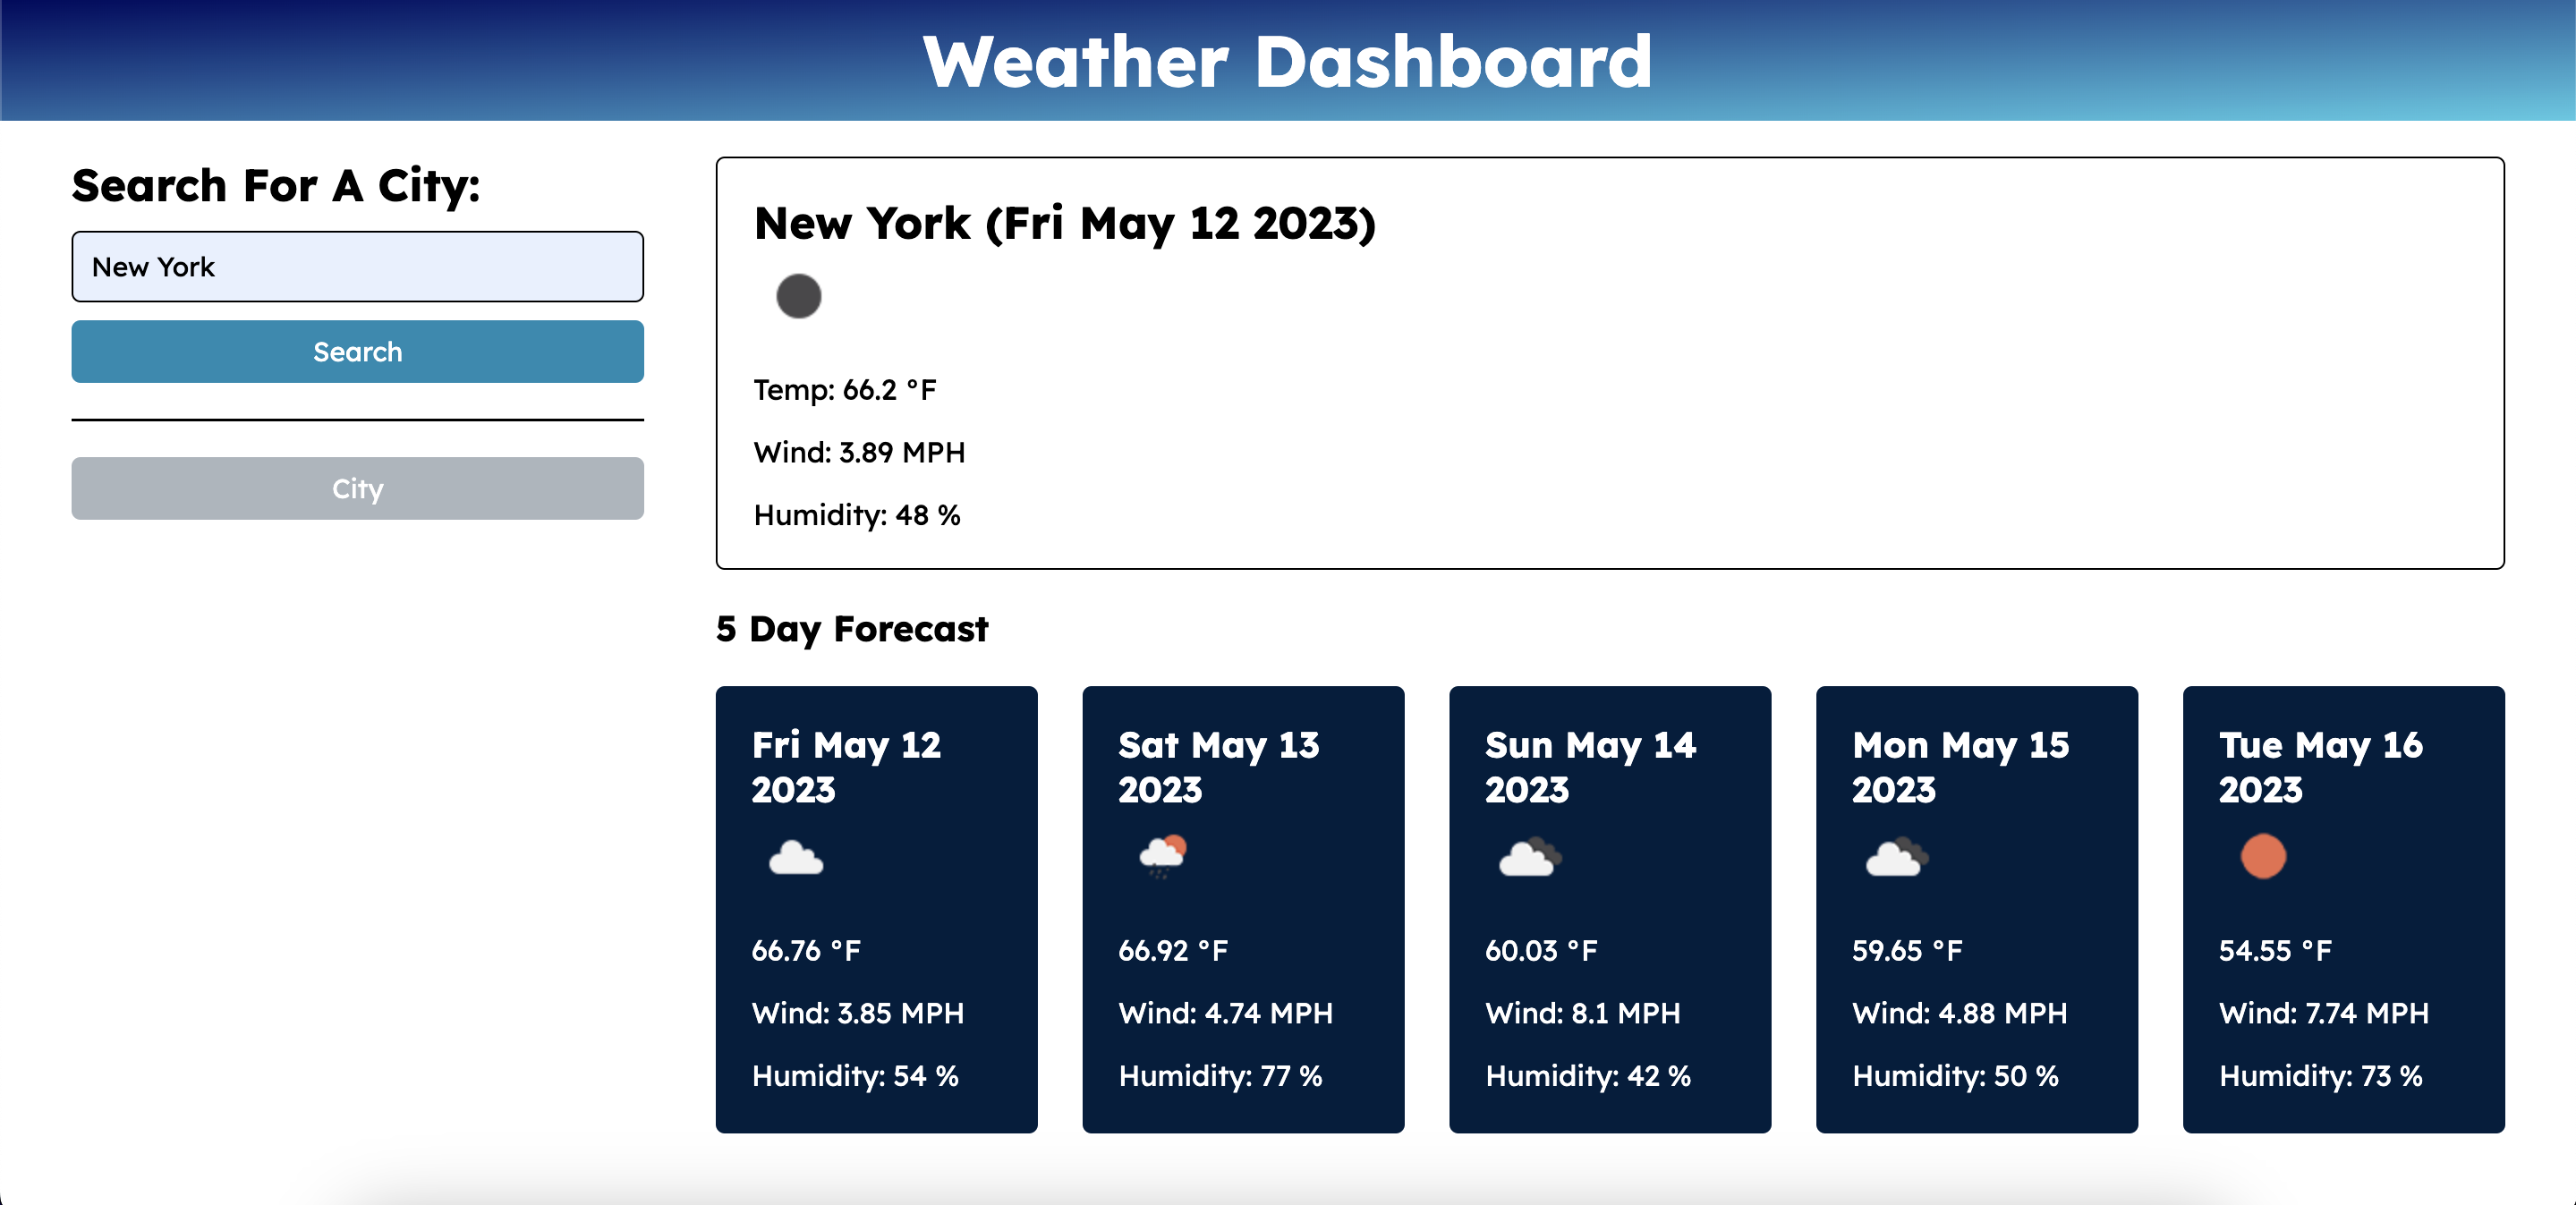 Weather Dashboard
Search For A City:
New York
Search
City
New York (Fri May 12 2023)
Temp: 66.2 °F
Wind: 3.89 MPH
Humidity: 48 %
5 Day Forecast
Fri May 12
2023
66.76 °F
Wind: 3.85 MPH
Humidity: 54 %
Sat May 13
2023
66.92 °F
Wind: 4.74 MPH
Humidity: 77 %
Sun May 14
2023
60.03 °F
Wind: 8.1 MPH
Humidity: 42 %
Mon May 15
2023
59.65 °F
Wind: 4.88 MPH
Humidity: 50 %
Tue May 16
2023
54.55 °F
Wind: 7.74 MPH
Humidity: 73 %